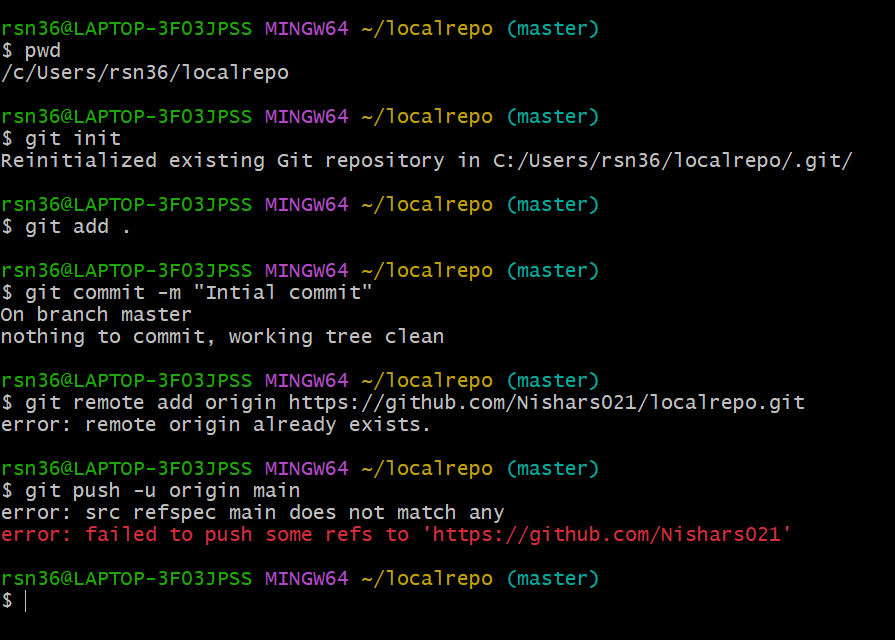 rsn36@LAPTOP-3FO3JPSS MINGW64 ~/localrepo (master)
$ pwd
/c/Users/rsn36/localrepo
rsn36@LAPTOP-3FO3JPSS MINGW64 ~/localrepo (master)
$ git init
Reinitialized existing Git repository in C:/Users/rsn36/localrepo/.git/
rsn36@LAPTOP-3FO3JPSS MINGW64 ~/localrepo (master)
$ git add .
rsn36@LAPTOP-3FO3JPSS MINGW64 ~/localrepo (master)
$ git commit -m "Intial commit"
On branch master
nothing to commit, working tree clean
rsn36@LAPTOP-3FO3JPSS MINGW64 ~/localrepo (master)
$ git remote add origin https://github.com/Nishars021/localrepo.git
error: remote origin already exists.
rsn36@LAPTOP-3FO3JPSS MINGW64 ~/localrepo (master)
$ git push -u origin main
error: src refspec main does not match any
error: failed to push some refs to 'https://github.com/Nishars021'
rsn36@LAPTOP-3FO3JPSS MINGW64 ~/localrepo (master)
$